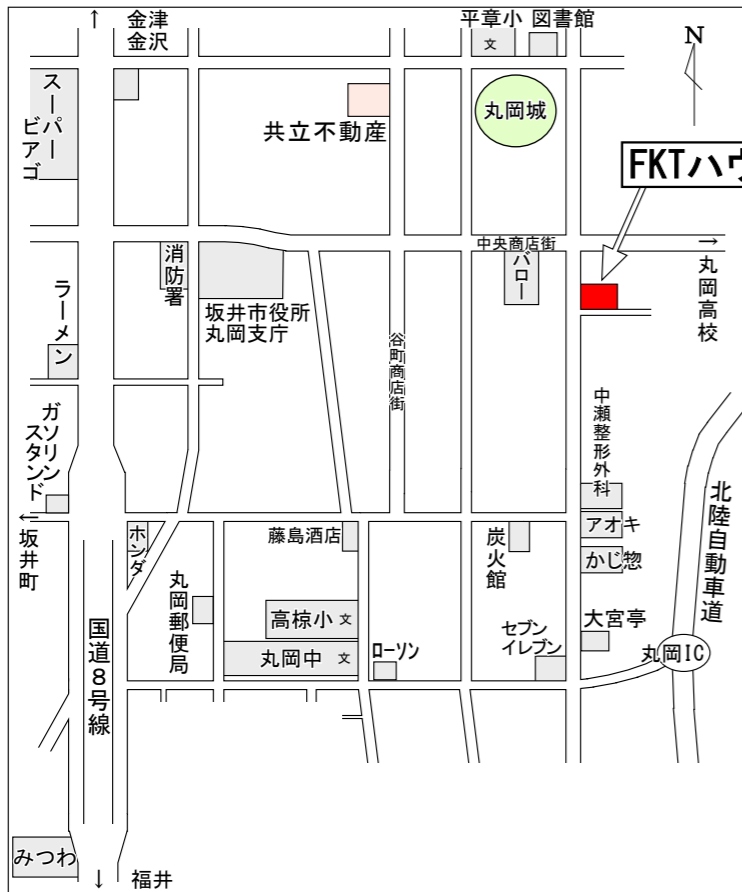 ↑ 金津
金沢
平章小 図書館
文
N
スーパー
ビアゴ
共立不動産
丸岡城
FKTハウ
中央商店街
→
丸岡高校
消防署
坂井市役所
丸岡支庁
バロー
ラーメン
谷町商店街
ガソリン
スタンド
中瀬整形外科
北陸自動車道
←
坂井町
ホンダ
藤島酒店
炭火館
アオキ
かじ惣
丸岡郵便局
高椋小 文
丸岡中 文
ローソン
セブン
イレブン
大宮亭
丸岡IC
国道8号線
みつわ
↓ 福井